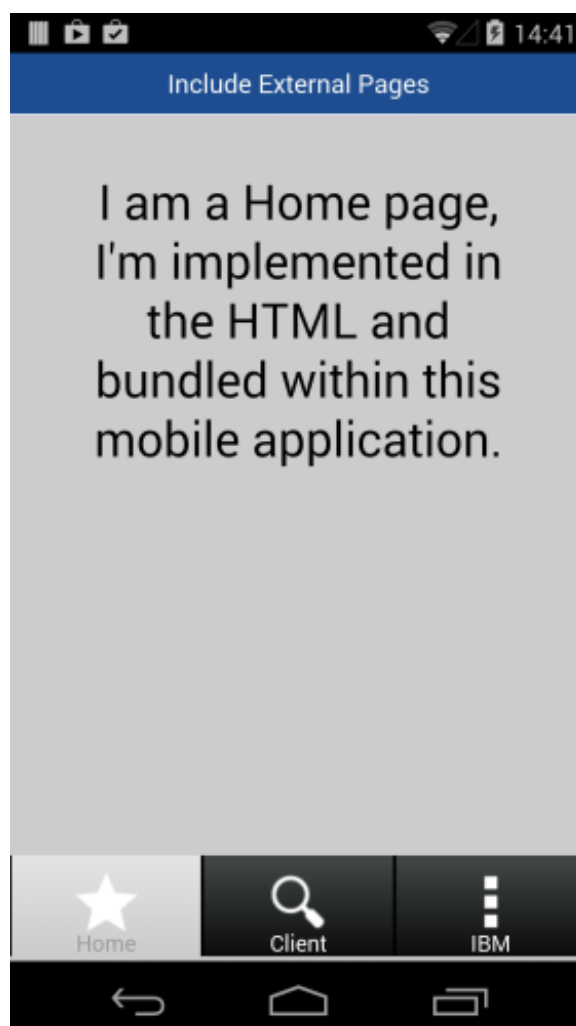 14:41
Include External Pages
I am a Home page,
I'm implemented in
the HTML and
bundled within this
mobile application.
Home
Client
IBM